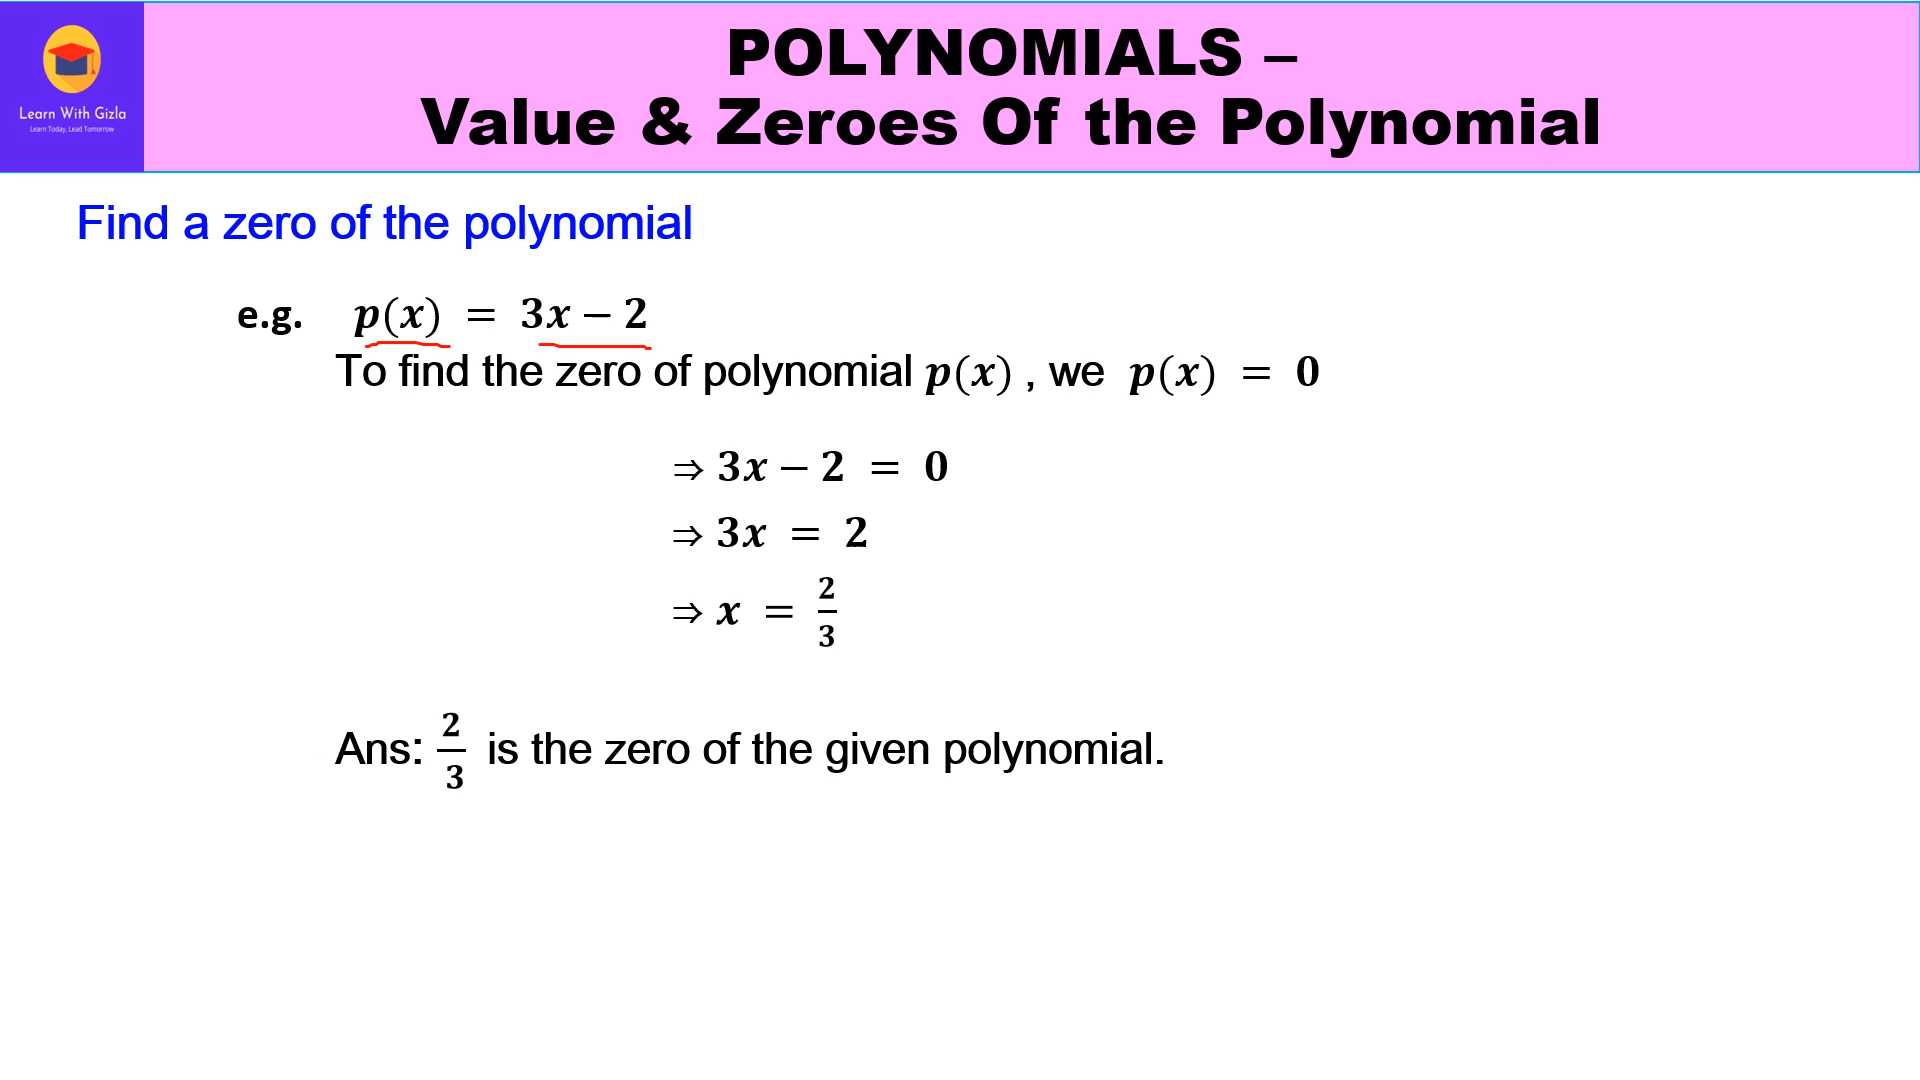 POLYNOMIALS –
Value & Zeroes Of the Polynomial
Learn With Gizla
Learn Today, Lead Tomorrow
Find a zero of the polynomial
e.g. p(x) = 3x − 2
To find the zero of polynomial p(x) , we p(x) = 0
⇒ 3x − 2 = 0
⇒ 3x = 2
⇒ x = 2/3
Ans: 2/3 is the zero of the given polynomial.